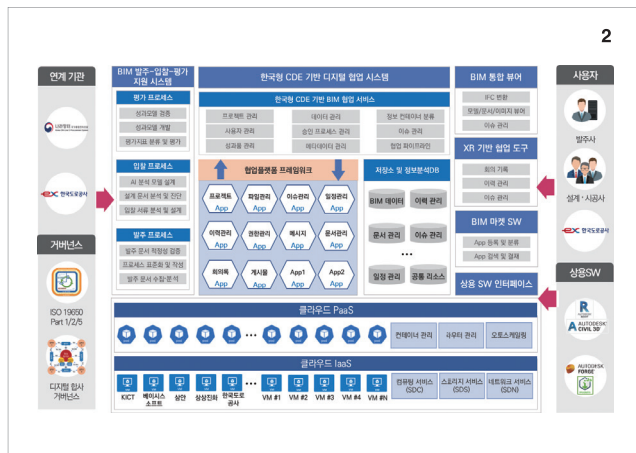 2
연계 기관
국토교통부
한국도로공사
거버넌스
ISO 19650
Part 1/2/5
디지털 협사
거버넌스
BIM 발주-입찰-평가
지원 시스템
평가 프로세스
성과모델 검증
성과모델 개발
평가지표 분류 및 평가
입찰 프로세스
AI 분석 모델 설계
설계 문서 분석 및 진단
입찰 서류 분석 및 설계
발주 프로세스
발주 문서 적정성 검증
프로세스 표준화 및 작성
발주 문서 수집·분석
한국형 CDE 기반 디지털 협업 시스템
한국형 CDE 기반 BIM 협업 서비스
프로젝트 관리
데이터 관리
정보 컨테이너 분류
사용자 관리
승인 프로세스 관리
이슈 관리
성과물 관리
메타데이터 관리
협업 파이프라인
협업플랫폼 프레임워크
프로젝트 App
파일관리 App
이슈관리 App
일정관리 App
이력관리 App
권한관리 App
메시지 App
문서관리 App
회의록 App
게시물 App
App1 App
App2 App
저장소 및 정보분석DB
BIM 데이터
이력 관리
문서 관리
이슈 관리
•••
일정 관리
공통 리소스
BIM 통합 뷰어
IFC 변환
모델/문서/이미지 뷰어
이슈 관리
XR 기반 협업 도구
회의 기록
이력 관리
이슈 관리
BIM 마켓 SW
App 등록 및 분류
App 검색 및 결제
상용 SW 인터페이스
클라우드 PaaS
•••
컨테이너 관리
라우터 관리
오토스케일링
클라우드 IaaS
KICT
베이시스
소프트
상안
상상진화
한국도로
공사
•••
VM #1
VM #2
VM #3
VM #4
VM #N
컴퓨팅 서비스
(SDC)
스토리지 서비스
(SDS)
네트워크 서비스
(SDN)
사용자
발주사
설계·시공사
한국도로공사
상용SW
AUTODESK
CIVIL 3D
AUTODESK
FORGE